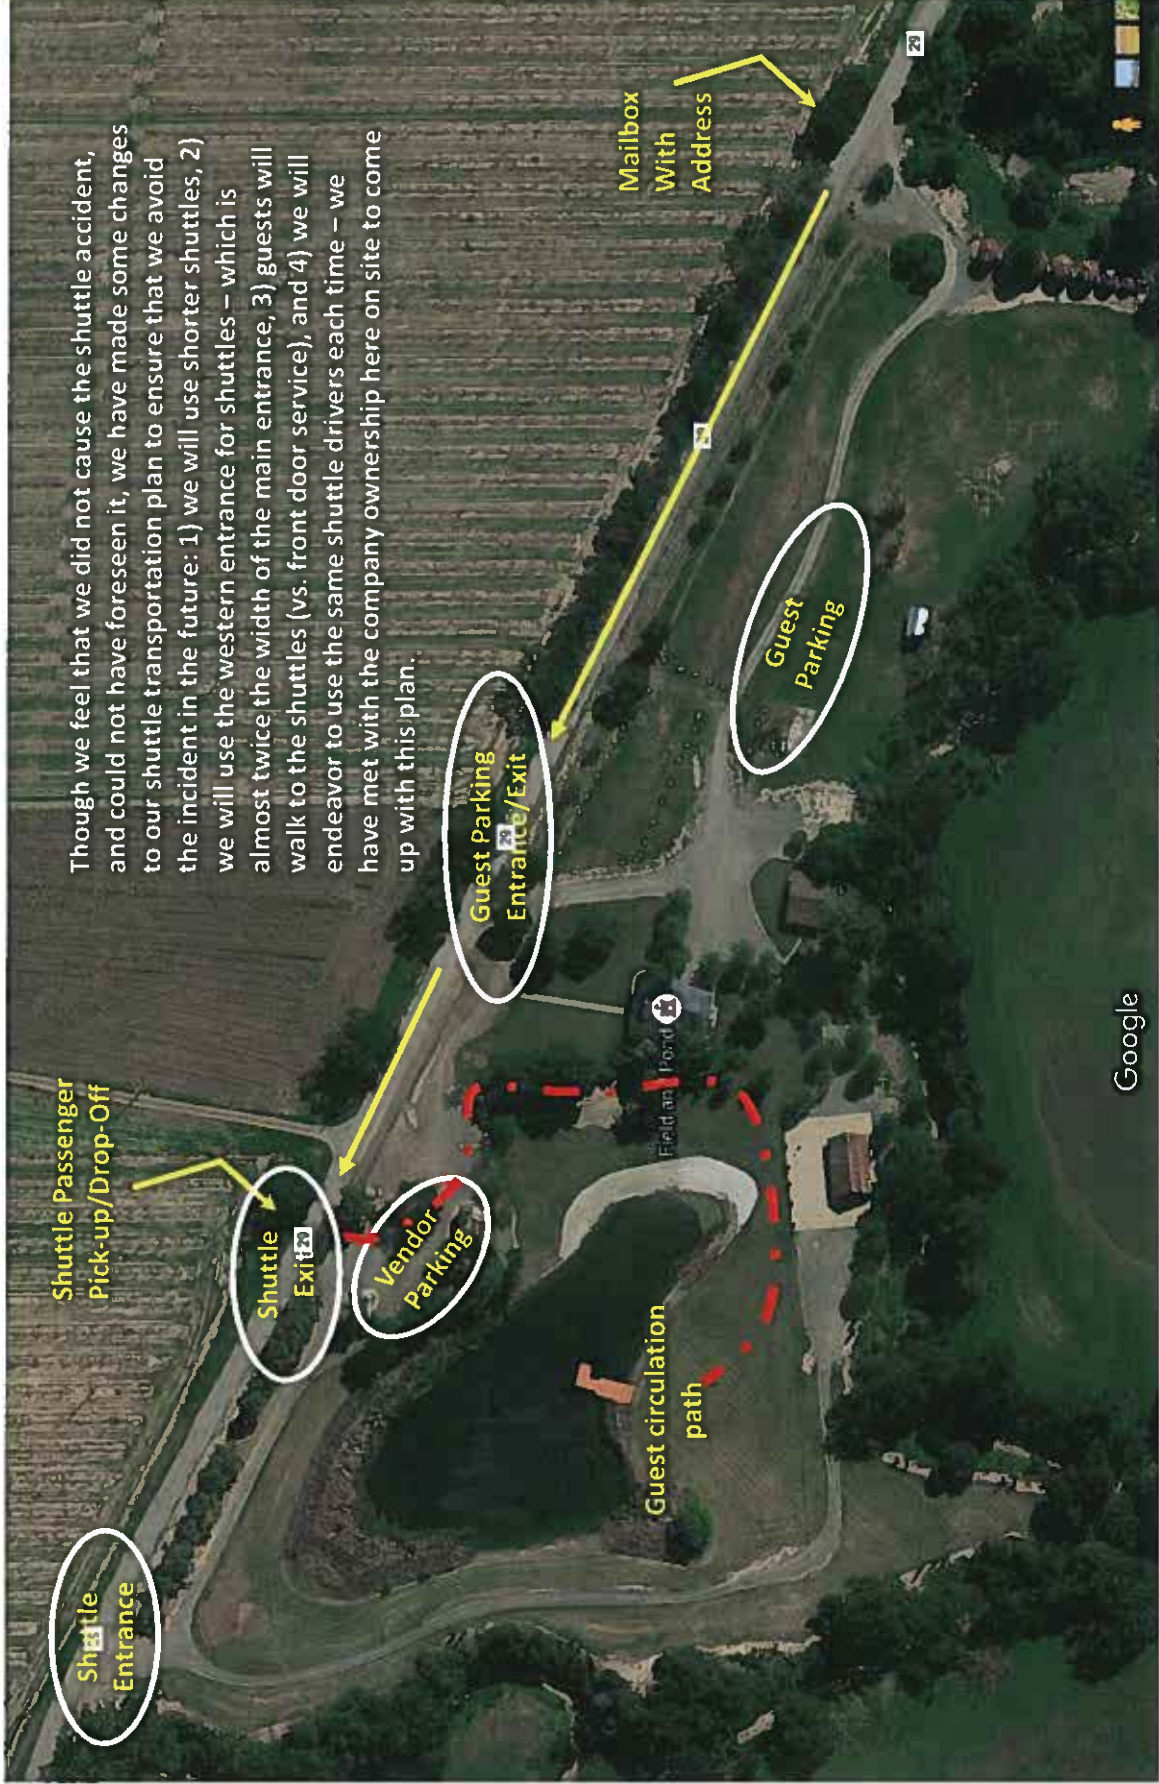 Though we feel that we did not cause the shuttle accident,
and could not have foreseen it, we have made some changes
to our shuttle transportation plan to ensure that we avoid
the incident in the future: 1) we will use shorter shuttles, 2)
we will use the western entrance for shuttles – which is
almost twice the width of the main entrance, 3) guests will
walk to the shuttles (vs. front door service), and 4) we will
endeavor to use the same shuttle drivers each time – we
have met with the company ownership here on site to come
up with this plan.
Shuttle
Entrance
Shuttle Passenger
Pick-up/Drop-Off
Shuttle
Exit
29
Vendor
Parking
Guest Parking
Entrance/Exit
29
Mailbox
With
Address
29
29
Guest
Parking
Field and Pond
Guest circulation
path
Google